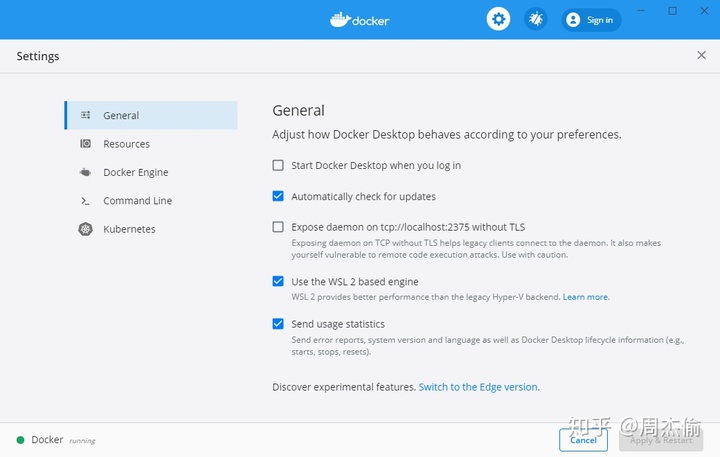 docker
Sign in
Settings
General
Resources
Docker Engine
Command Line
Kubernetes
General
Adjust how Docker Desktop behaves according to your preferences.
Start Docker Desktop when you log in
Automatically check for updates
Expose daemon on tcp://localhost:2375 without TLS
Exposing daemon on TCP without TLS helps legacy clients connect to the daemon. It also makes
yourself vulnerable to remote code execution attacks. Use with caution.
Use the WSL 2 based engine
WSL 2 provides better performance than the legacy Hyper-V backend. Learn more.
Send usage statistics
Send error reports, system version and language as well as Docker Desktop lifecycle information (e.g.,
starts, stops, resets).
Discover experimental features. Switch to the Edge version.
Docker running
Cancel
Apply & Restart
知乎 @周杰偷